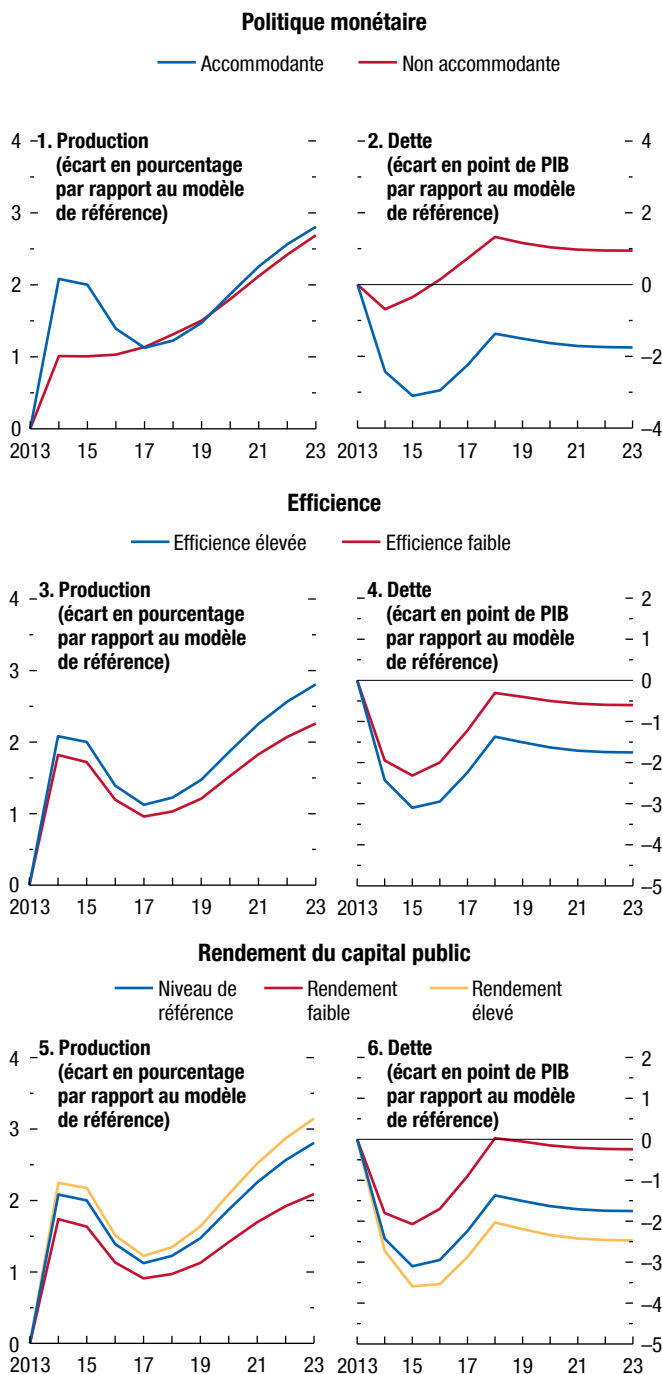 Politique monétaire
Accommodante
Non accommodante
1. Production
(écart en pourcentage
par rapport au modèle
de référence)
4
3
2
1
0
2013 15 17 19 21 23
2. Dette
(écart en point de PIB
par rapport au modèle
de référence)
4
2
0
–2
–4
2013 15 17 19 21 23
Efficience
Efficience élevée
Efficience faible
3. Production
(écart en pourcentage
par rapport au modèle
de référence)
4
3
2
1
0
2013 15 17 19 21 23
4. Dette
(écart en point de PIB
par rapport au modèle
de référence)
2
1
0
–1
–2
–3
–4
–5
2013 15 17 19 21 23
Rendement du capital public
Niveau de
référence
Rendement
faible
Rendement
élevé
5. Production
(écart en pourcentage
par rapport au modèle
de référence)
4
3
2
1
0
2013 15 17 19 21 23
6. Dette
(écart en point de PIB
par rapport au modèle
de référence)
2
1
0
–1
–2
–3
–4
–5
2013 15 17 19 21 23